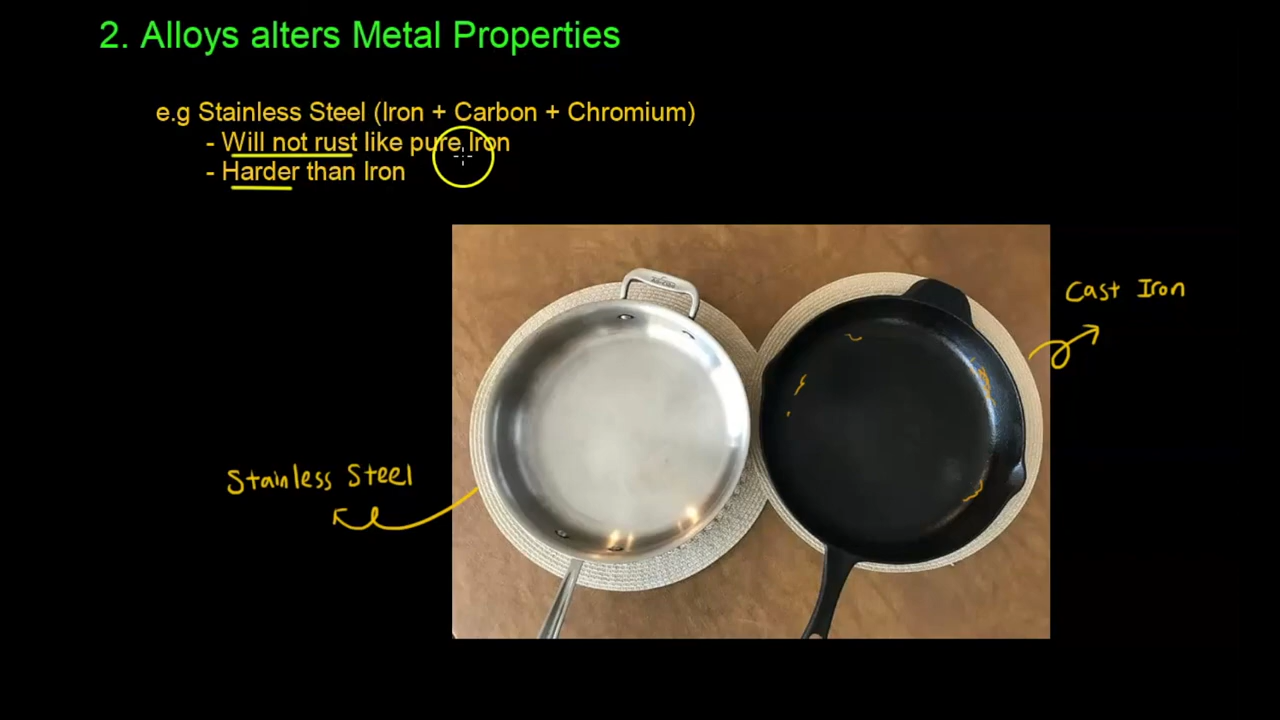 2. Alloys alters Metal Properties
e.g Stainless Steel (Iron + Carbon + Chromium)
- Will not rust like pure Iron
- Harder than Iron
Cast Iron
Stainless Steel